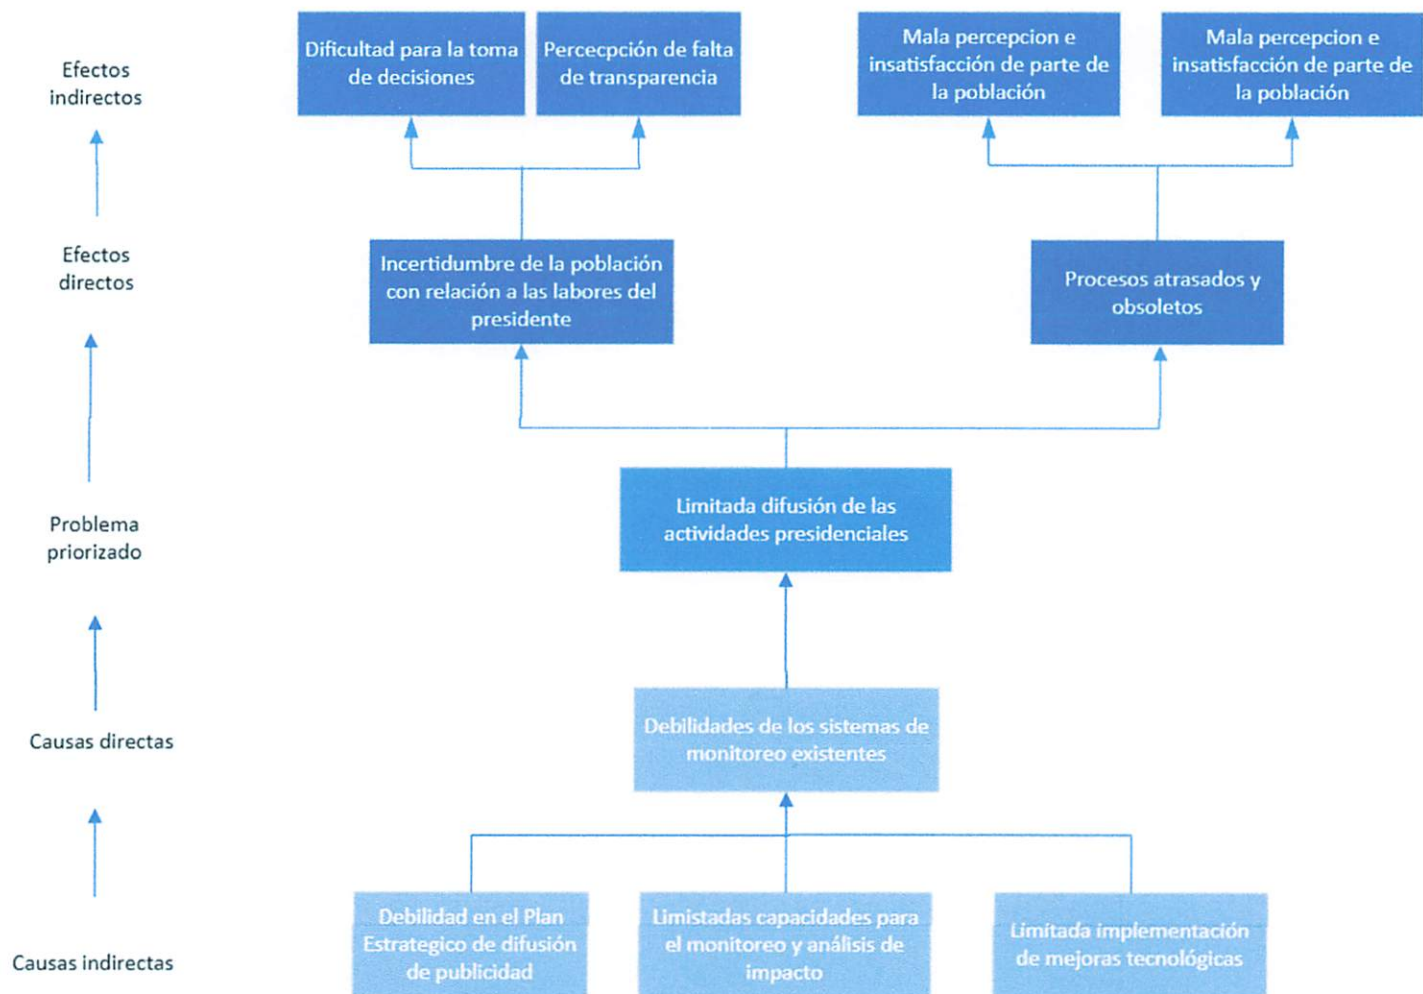 Efectos
indirectos
Dificultad para la toma
de decisiones
Percecpción de falta
de transparencia
Mala percepcion e
insatisfacción de parte de
la población
Mala percepcion e
insatisfacción de parte de
la población
Efectos
directos
Incertidumbre de la población
con relación a las labores del
presidente
Procesos atrasados y
obsoletos
Problema
priorizado
Limitada difusión de las
actividades presidenciales
Causas directas
Debilidades de los sistemas de
monitoreo existentes
Causas indirectas
Debilidad en el Plan
Estrategico de difusión
de publicidad
Limistadas capacidades para
el monitoreo y análisis de
impacto
Limítada implementación
de mejoras tecnológicas